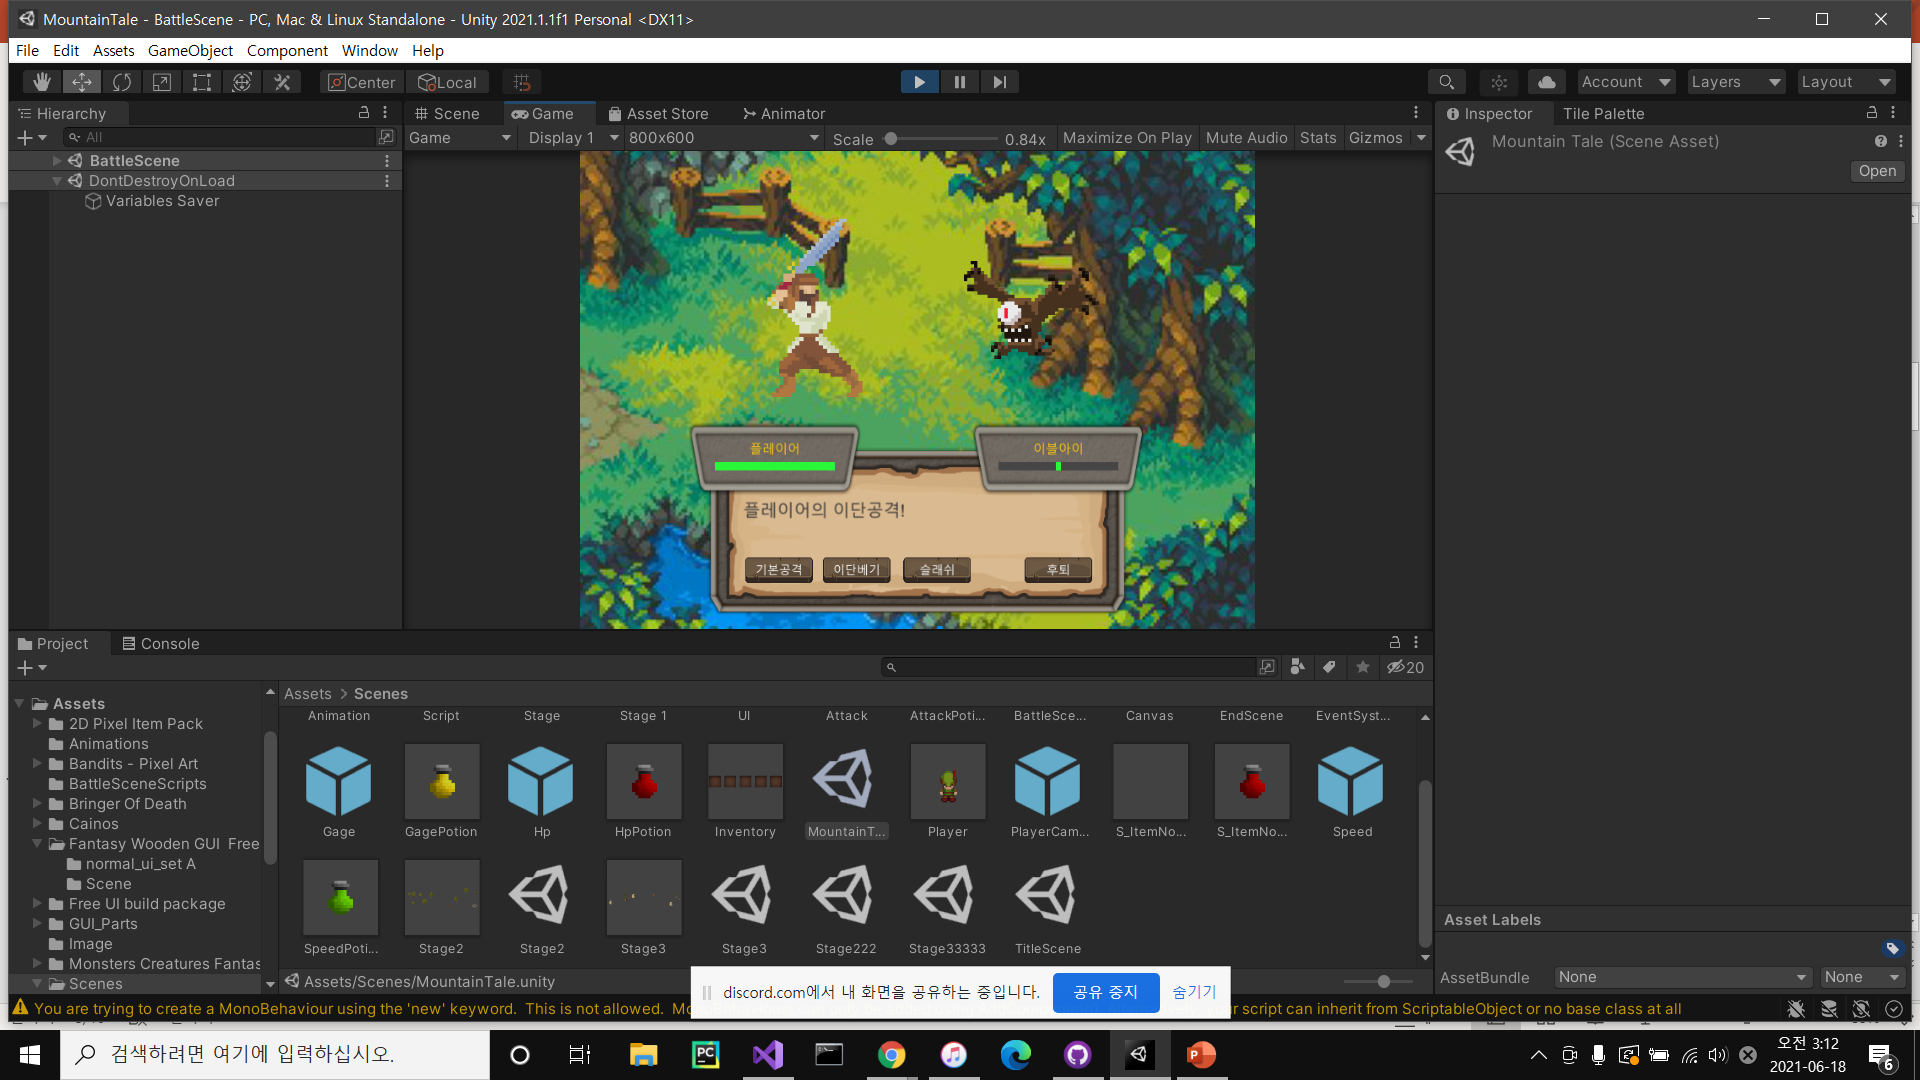 MountainTale - BattleScene - PC, Mac & Linux Standalone - Unity 2021.1.1f1 Personal <DX11>
File Edit Assets GameObject Component Window Help
Center Local Account Layers Layout
Hierarchy
All
BattleScene
DontDestroyOnLoad
Variables Saver
Scene Game Asset Store Animator
Game Display 1 800x600 Scale 0.84x Maximize On Play Mute Audio Stats Gizmos
플레이어
이블아이
플레이어의 이단공격!
기본공격 이단베기 슬래쉬 후퇴
Inspector Tile Palette
Mountain Tale (Scene Asset)
Open
Project Console
20
Assets
2D Pixel Item Pack
Animations
Bandits - Pixel Art
BattleSceneScripts
Bringer Of Death
Cainos
Fantasy Wooden GUI Free
normal_ui_set A
Scene
Free UI build package
GUI_Parts
Image
Monsters Creatures Fantas
Scenes
Assets > Scenes
Animation Script Stage Stage 1 UI Attack AttackPoti... BattleSce... Canvas EndScene EventSyst...
Gage GagePotion Hp HpPotion Inventory MountainT... Player PlayerCam... S_ItemNo... S_ItemNo... Speed
SpeedPoti... Stage2 Stage2 Stage3 Stage3 Stage222 Stage33333 TitleScene
Assets/Scenes/MountainTale.unity
Asset Labels
AssetBundle None None
discord.com에서 내 화면을 공유하는 중입니다. 공유 중지 숨기기
You are trying to create a MonoBehaviour using the 'new' keyword. This is not allowed. script can inherit from ScriptableObject or no base class at all
검색하려면 여기에 입력하십시오.
오전 3:12
2021-06-18
6